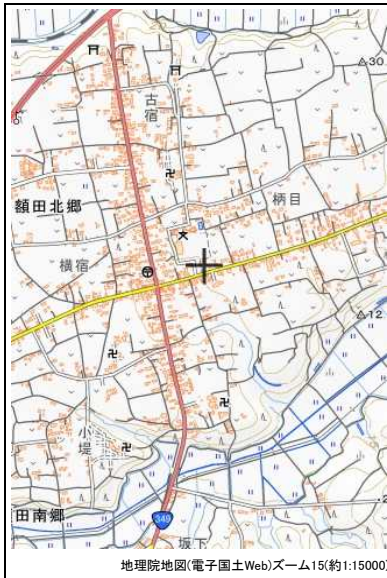 30
古宿
額田北郷
柄目
横宿
12
小堤
田南郷
349
坂下
地理院地図(電子国土Web)ズーム15(約1:15000)